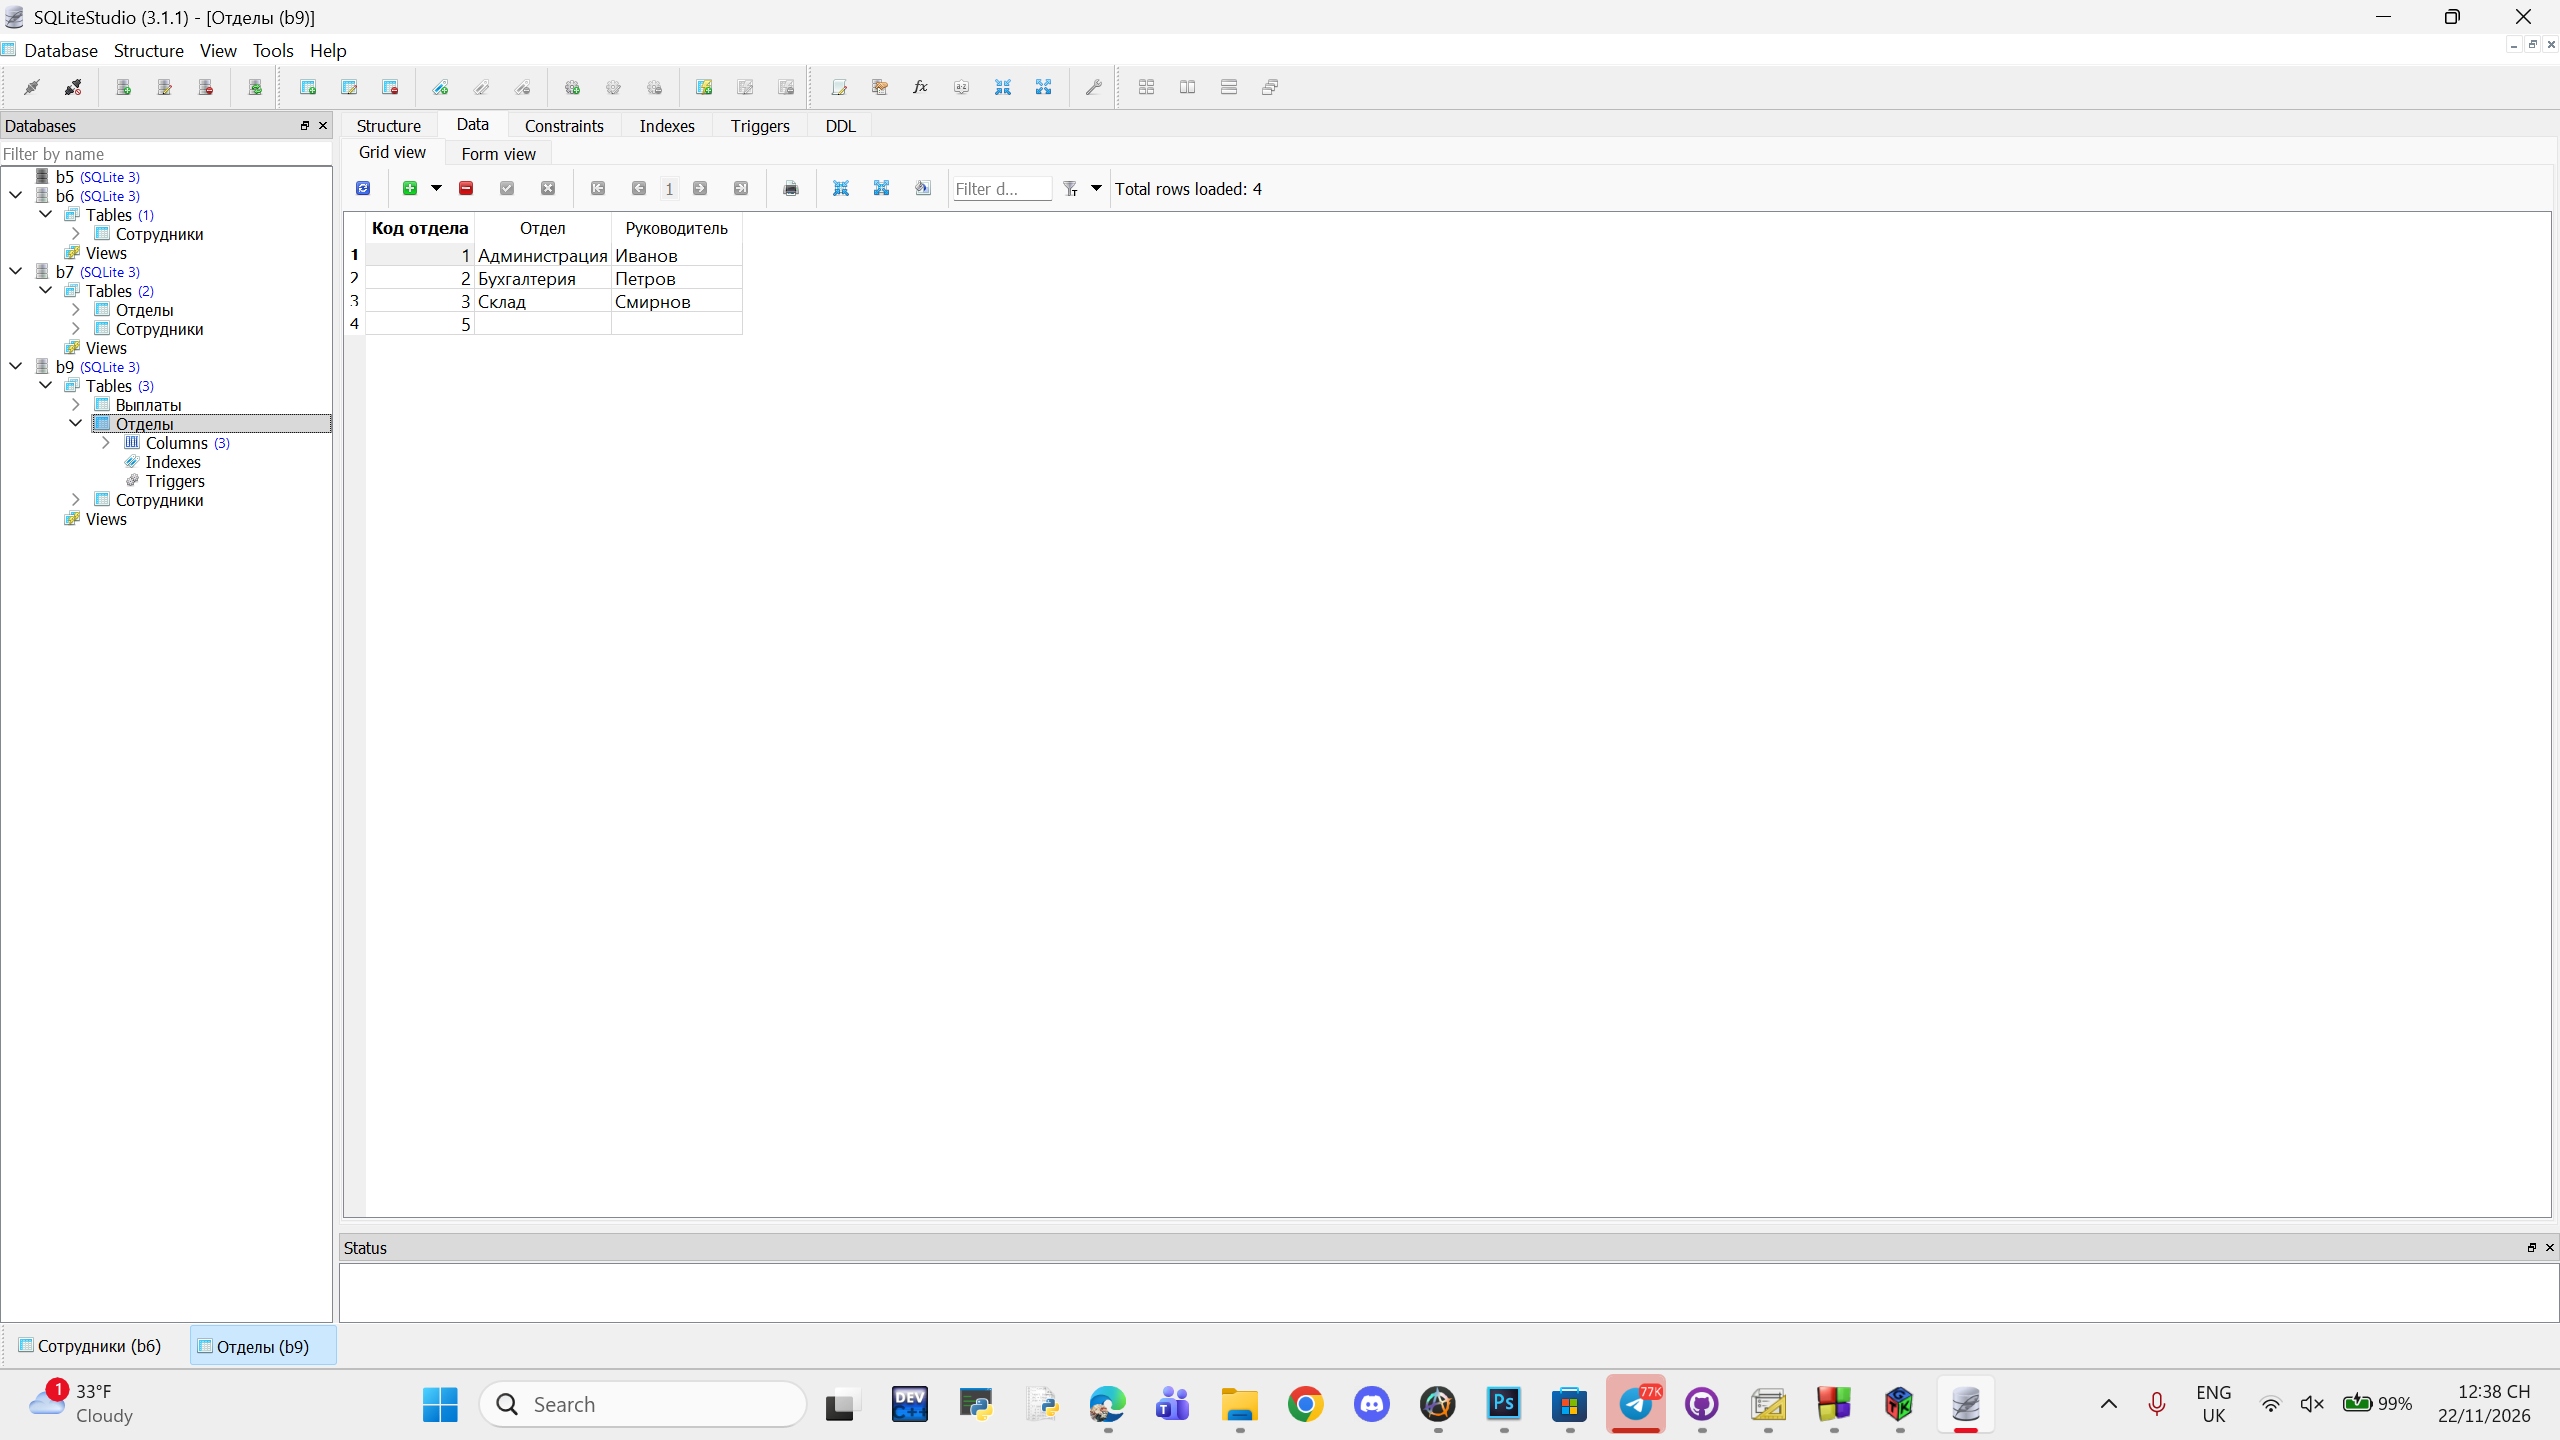 SQLiteStudio (3.1.1) - [Отделы (b9)]
Database Structure View Tools Help
Databases
Filter by name
b5 (SQLite 3)
b6 (SQLite 3)
Tables (1)
Сотрудники
Views
b7 (SQLite 3)
Tables (2)
Отделы
Сотрудники
Views
b9 (SQLite 3)
Tables (3)
Выплаты
Отделы
Columns (3)
Indexes
Triggers
Сотрудники
Views
Structure Data Constraints Indexes Triggers DDL
Grid view Form view
1 Filter d... Total rows loaded: 4
Код отдела Отдел Руководитель
1 1 Администрация Иванов
2 2 Бухгалтерия Петров
3 3 Склад Смирнов
4 5
Status
Сотрудники (b6) Отделы (b9)
1
33°F
Cloudy
Search
DEV
C++
T
Ps
77K
ENG
UK
99%
12:38 CH
22/11/2026